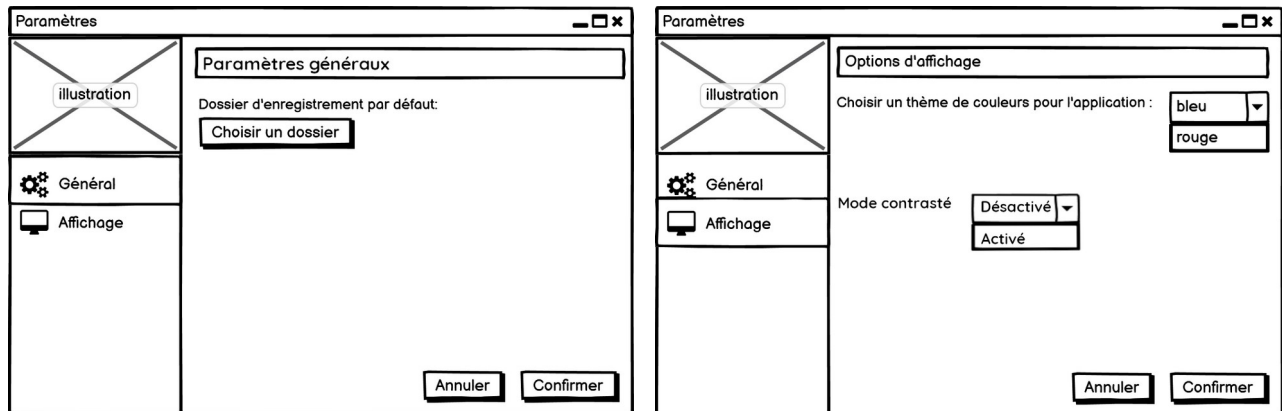 Paramètres
illustration
Paramètres généraux
Dossier d'enregistrement par défaut:
Choisir un dossier
Général
Affichage
Annuler
Confirmer
Paramètres
illustration
Options d'affichage
Choisir un thème de couleurs pour l'application :
bleu
rouge
Général
Affichage
Mode contrasté
Désactivé
Activé
Annuler
Confirmer